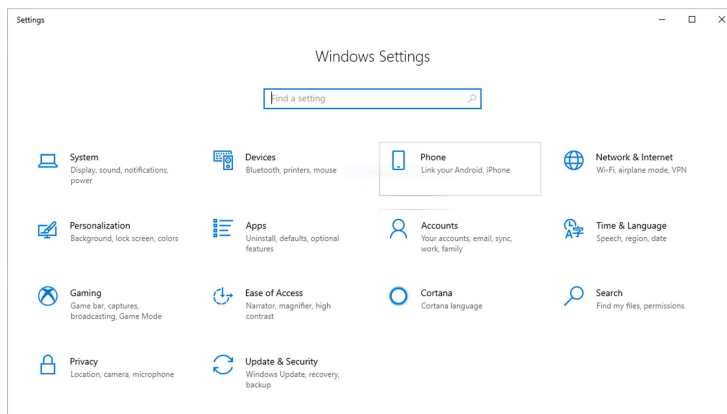 Settings
Windows Settings
Find a setting
System
Display, sound, notifications,
power
Devices
Bluetooth, printers, mouse
Phone
Link your Android, iPhone
Network & Internet
Wi-Fi, airplane mode, VPN
Personalization
Background, lock screen, colors
Apps
Uninstall, defaults, optional
features
Accounts
Your accounts, email, sync,
work, family
Time & Language
Speech, region, date
Gaming
Game bar, captures,
broadcasting, Game Mode
Ease of Access
Narrator, magnifier, high
contrast
Cortana
Cortana language
Search
Find my files, permissions
Privacy
Location, camera, microphone
Update & Security
Windows Update, recovery,
backup